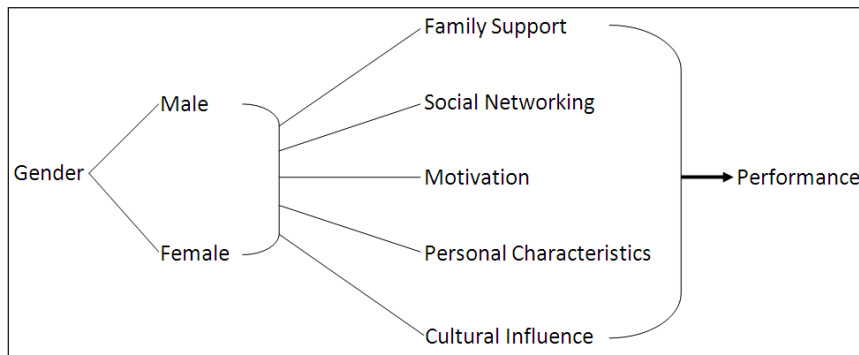 Family Support
Male
Social Networking
Gender
Motivation
Performance
Female
Personal Characteristics
Cultural Influence